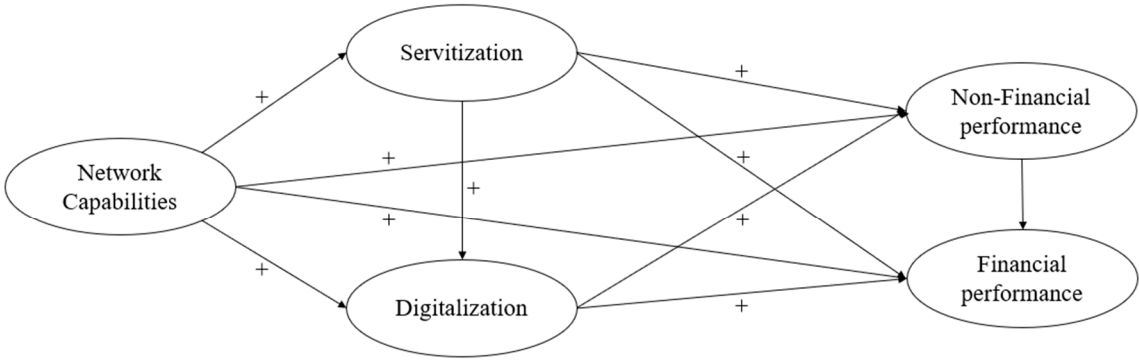 Servitization
+
+
Non-Financial
performance
+
+
Network
Capabilities
+
+
+
+
Financial
performance
Digitalization
+